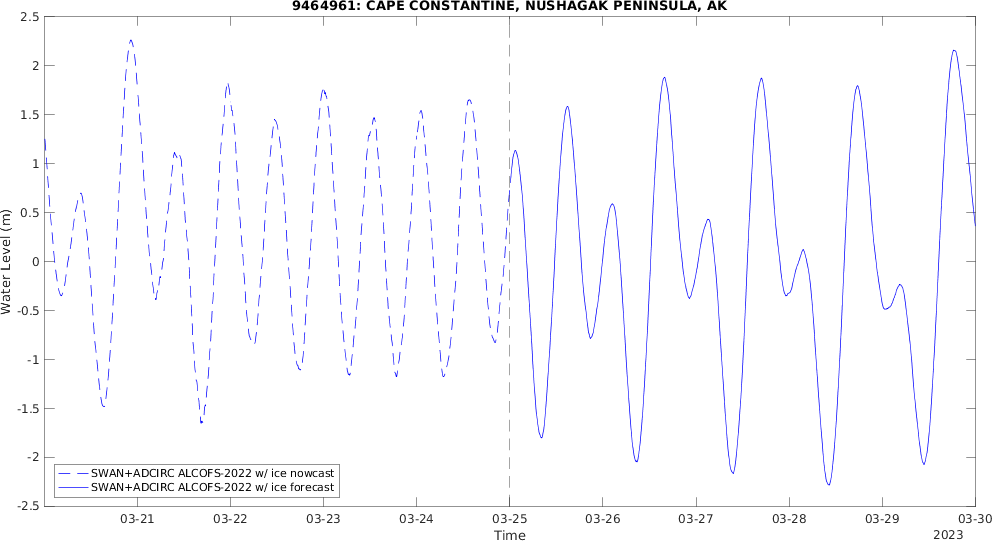 9464961: CAPE CONSTANTINE, NUSHAGAK PENINSULA, AK
2.5
2
1.5
1
0.5
0
-0.5
-1
-1.5
-2
-2.5
Water Level (m)
SWAN+ADCIRC ALCOFS-2022 w/ ice nowcast
SWAN+ADCIRC ALCOFS-2022 w/ ice forecast
03-21 03-22 03-23 03-24 03-25 03-26 03-27 03-28 03-29 03-30
Time
2023